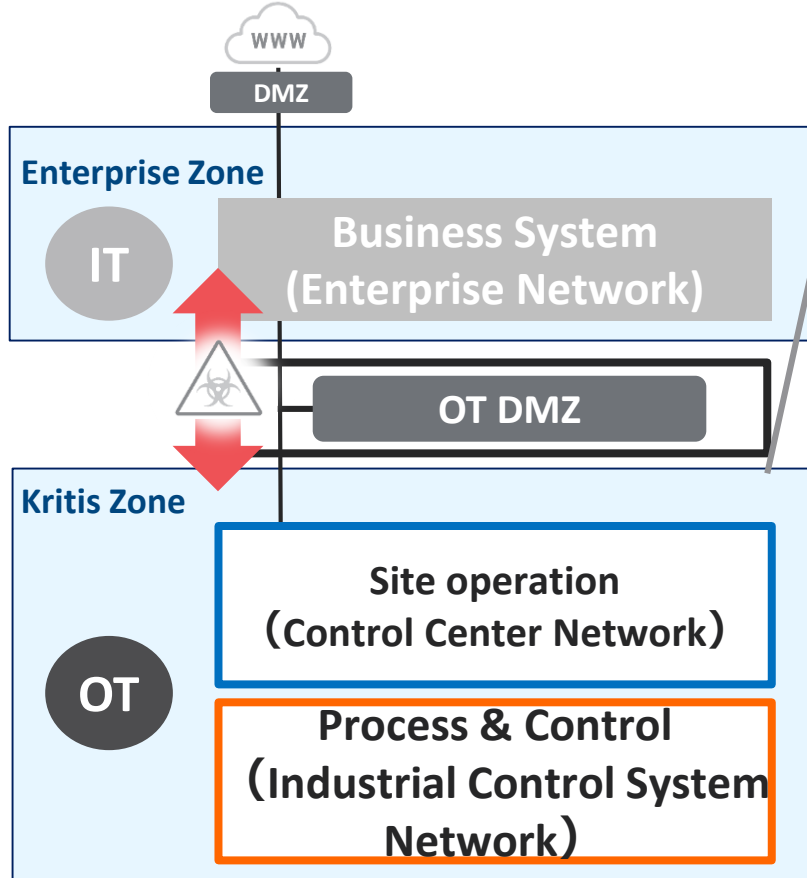 WWW
DMZ
Enterprise Zone
IT
Business System
(Enterprise Network)
OT DMZ
Kritis Zone
Site operation
（Control Center Network）
OT
Process & Control
（Industrial Control System
Network）